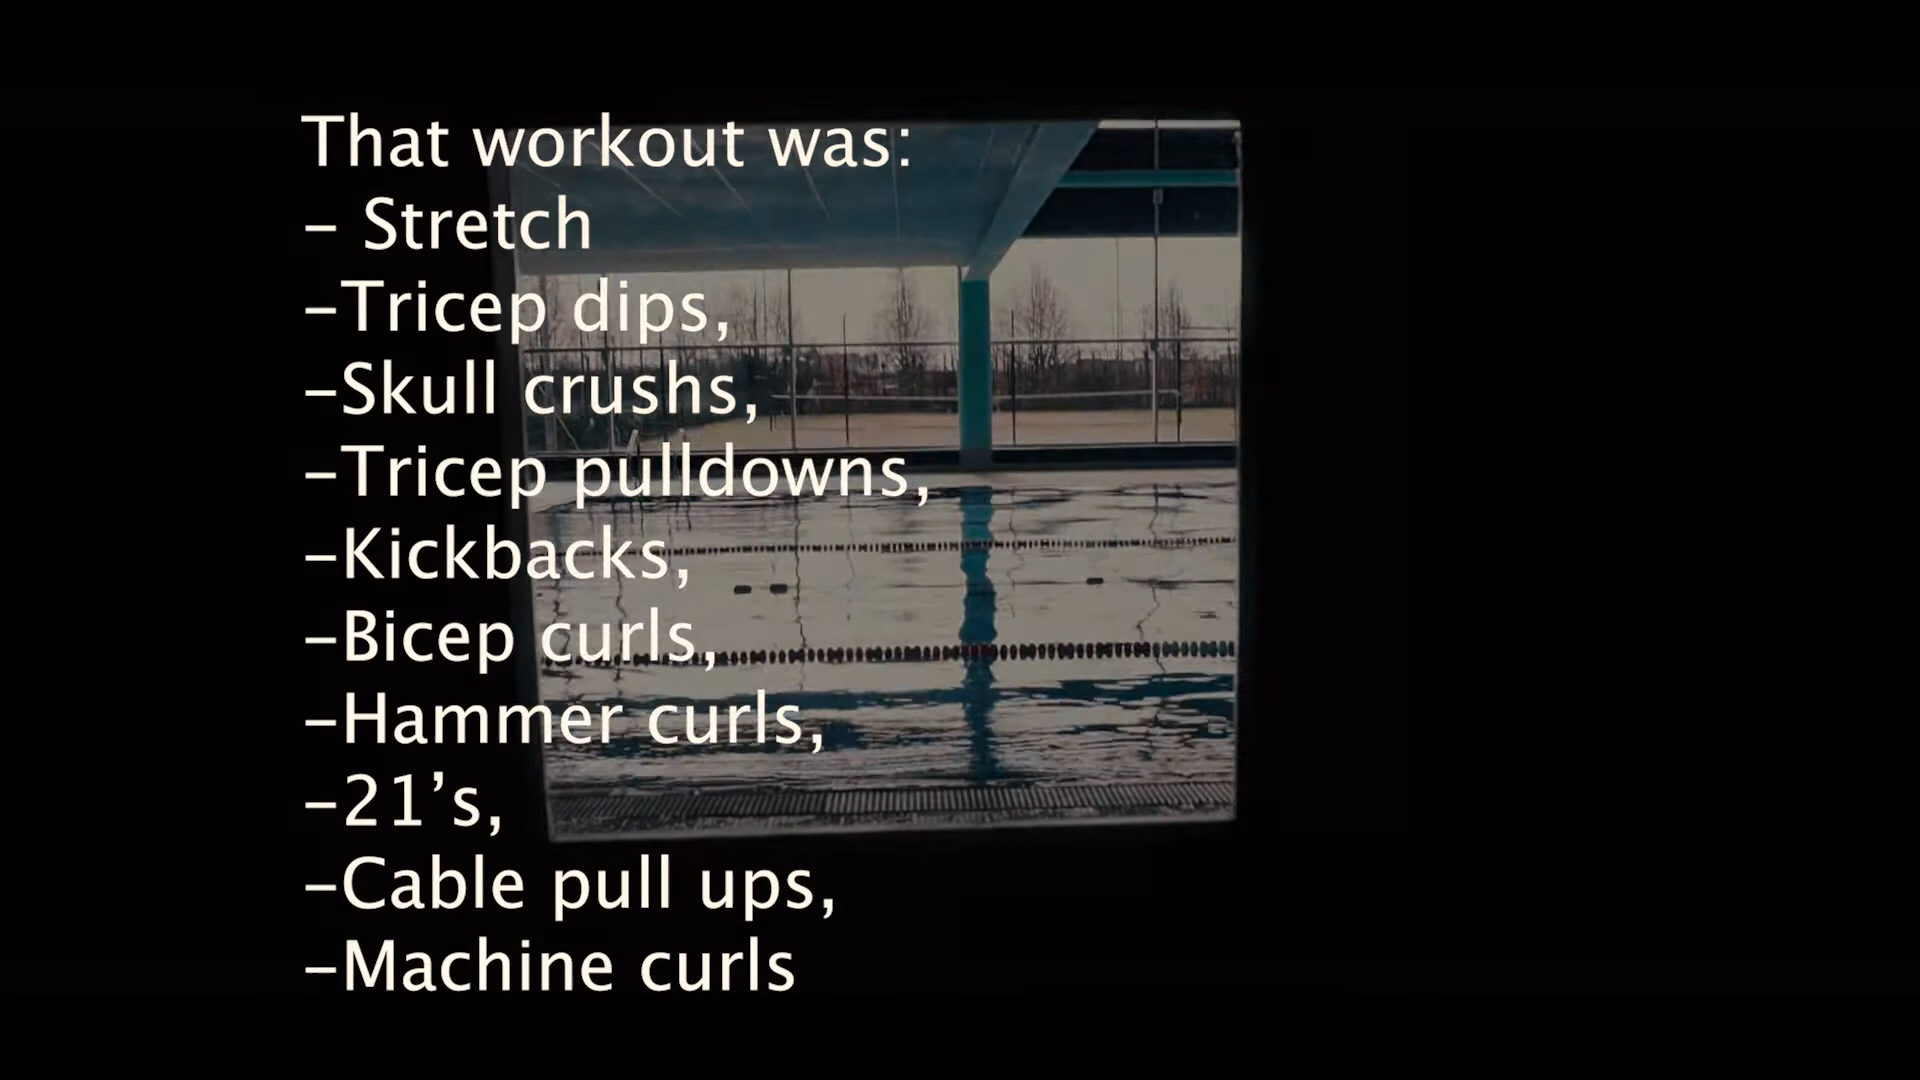 That workout was:
- Stretch
-Tricep dips,
-Skull crushs,
-Tricep pulldowns,
-Kickbacks,
-Bicep curls,
-Hammer curls,
-21’s,
-Cable pull ups,
-Machine curls